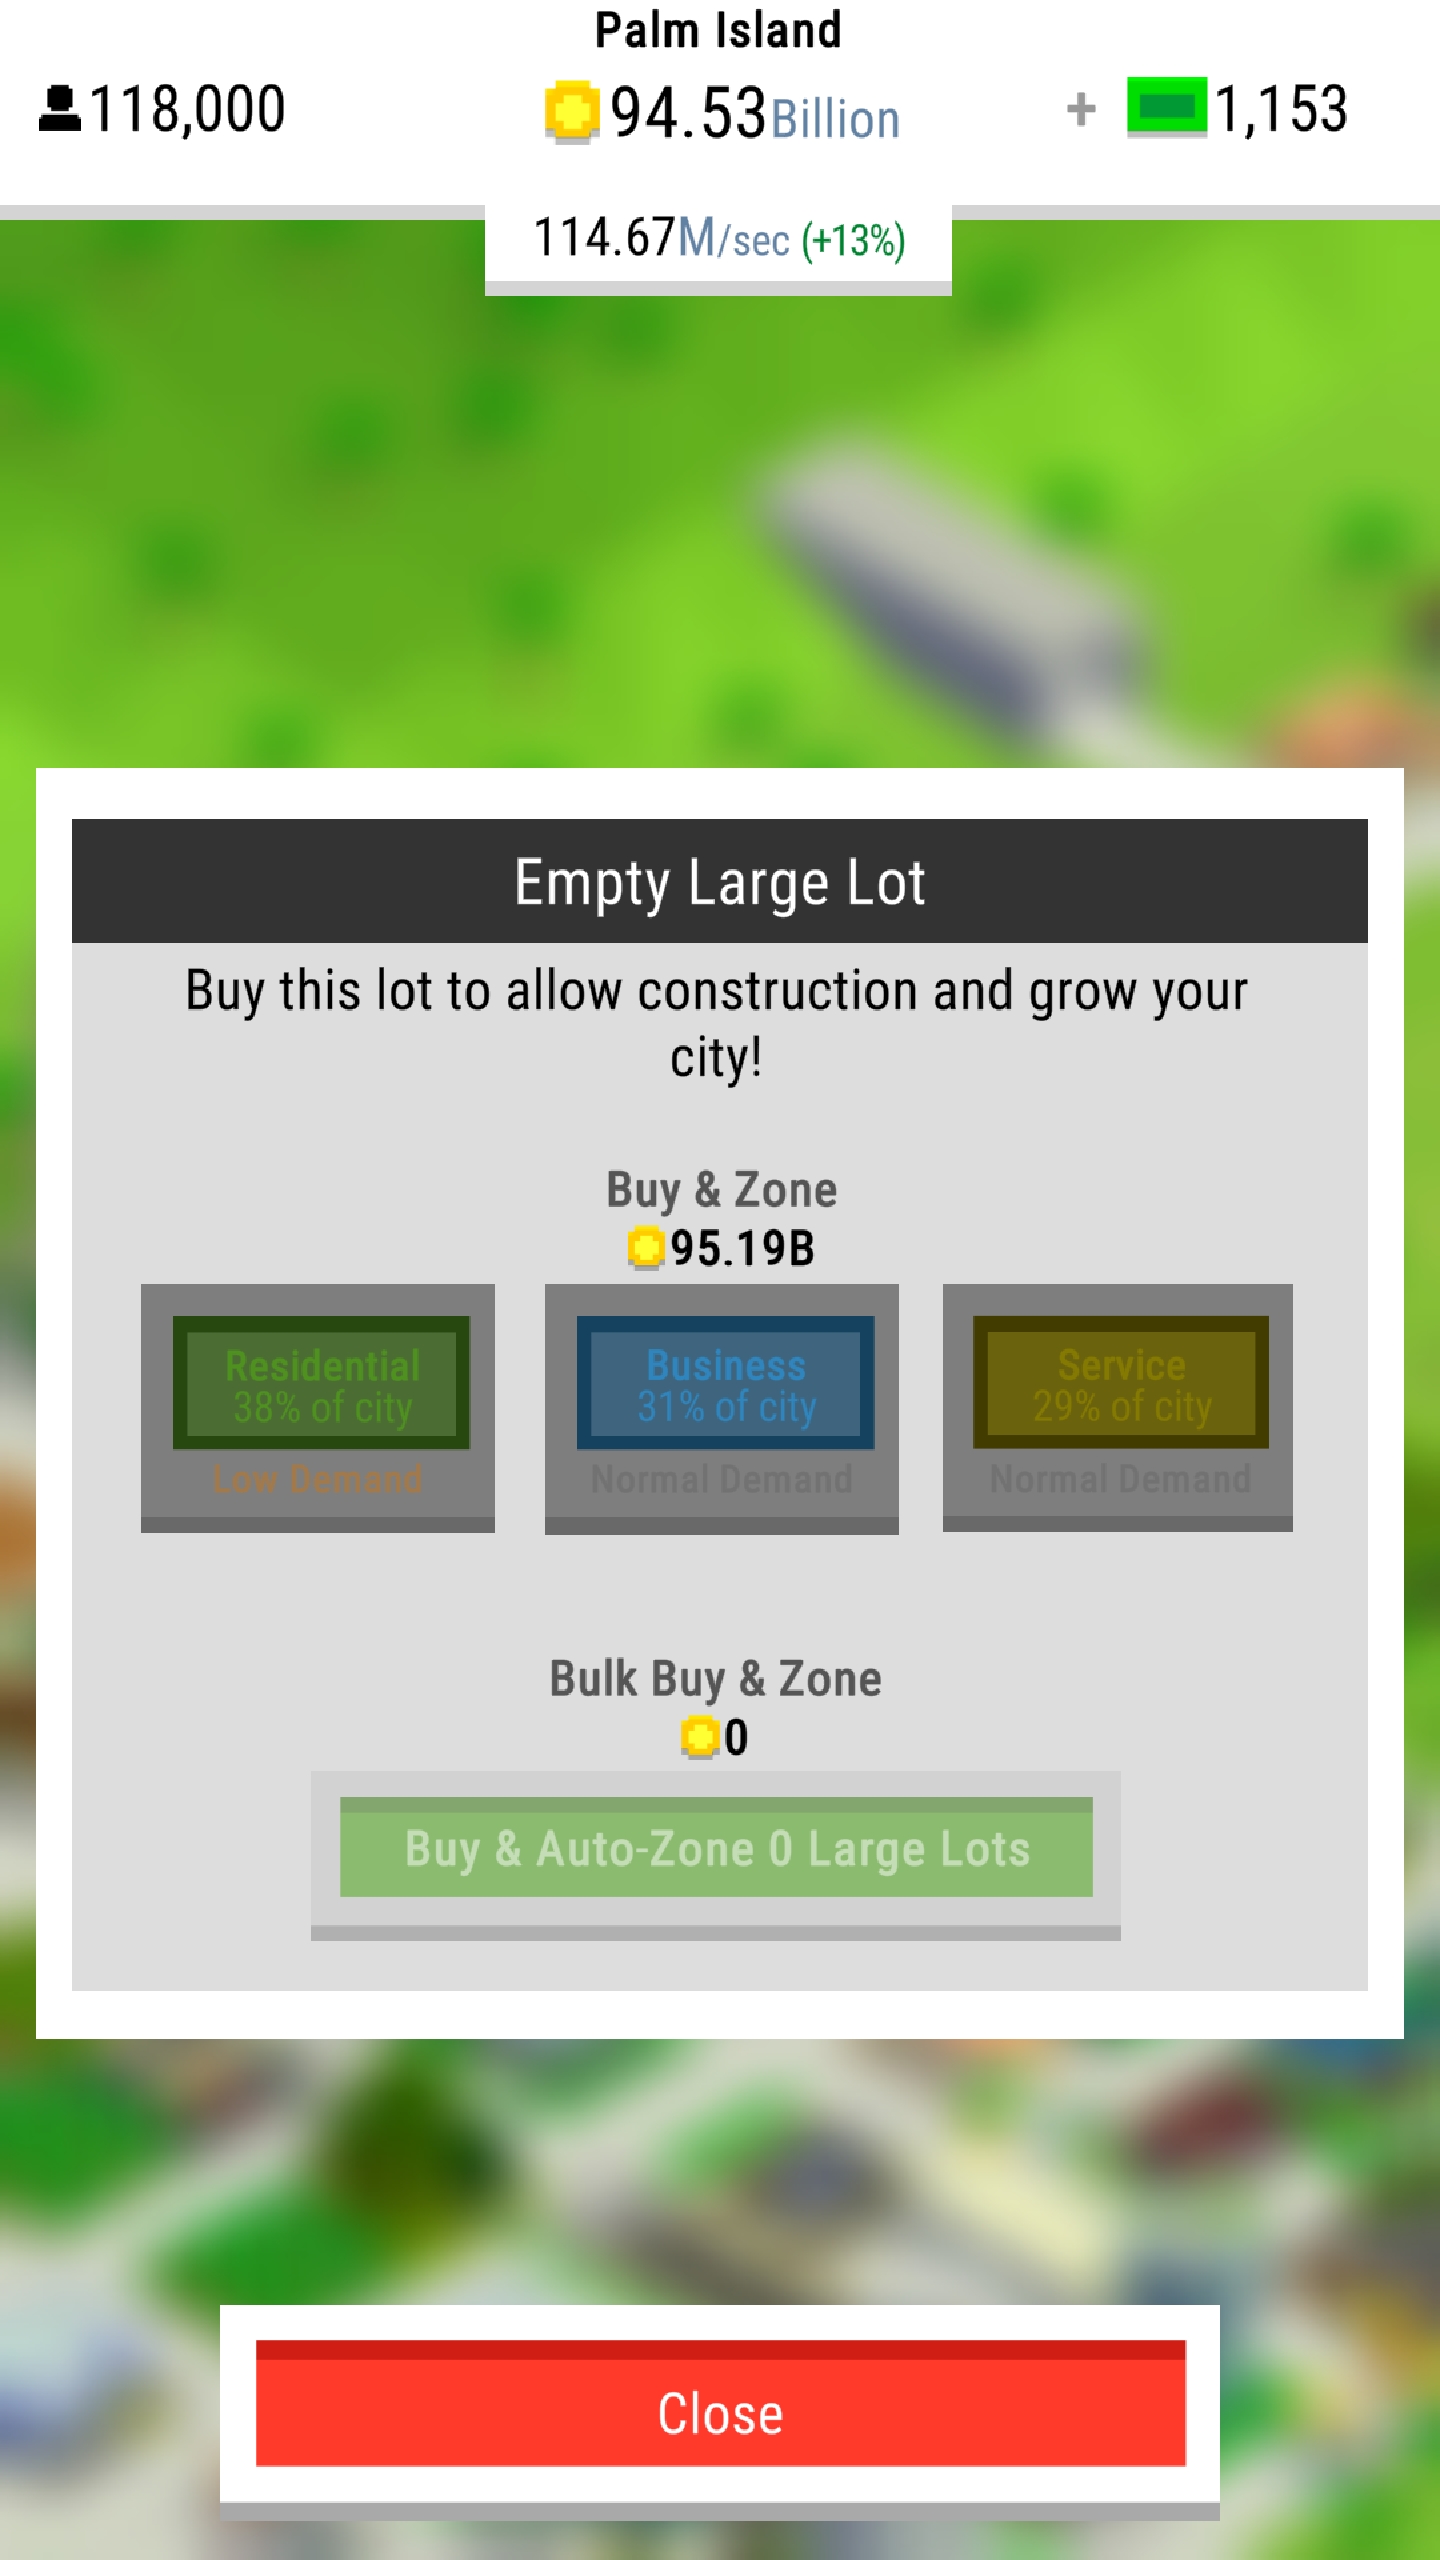 Palm Island
118,000
94.53Billion
+ 1,153
114.67M/sec (+13%)
Empty Large Lot
Buy this lot to allow construction and grow your
city!
Buy & Zone
95.19B
Residential
38% of city
Low Demand
Business
31% of city
Normal Demand
Service
29% of city
Normal Demand
Bulk Buy & Zone
0
Buy & Auto-Zone 0 Large Lots
Close